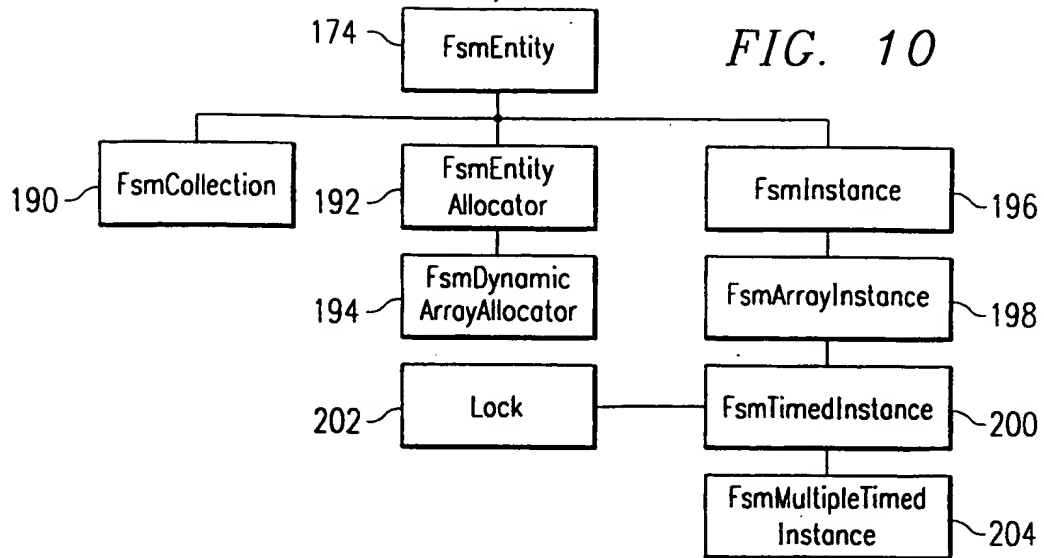 174
FsmEntity
FIG. 10
190
FsmCollection
192
FsmEntity
Allocator
FsmInstance
196
194
FsmDynamic
ArrayAllocator
FsmArrayInstance
198
202
Lock
FsmTimedInstance
200
FsmMultipleTimed
Instance
204